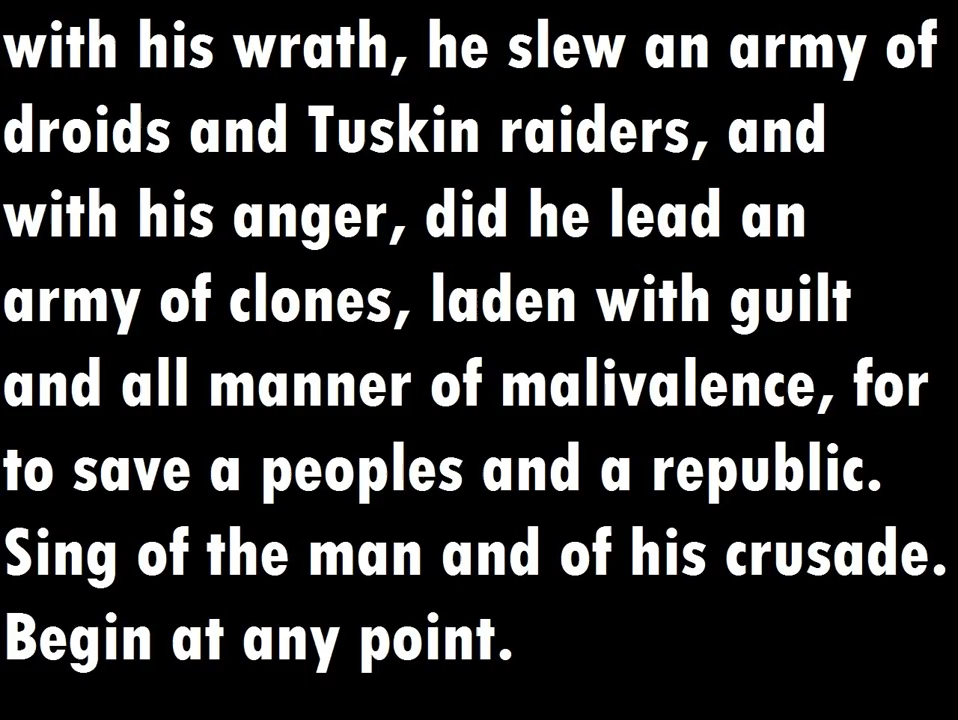 with his wrath, he slew an army of
droids and Tuskin raiders, and
with his anger, did he lead an
army of clones, laden with guilt
and all manner of malivalence, for
to save a peoples and a republic.
Sing of the man and of his crusade.
Begin at any point.